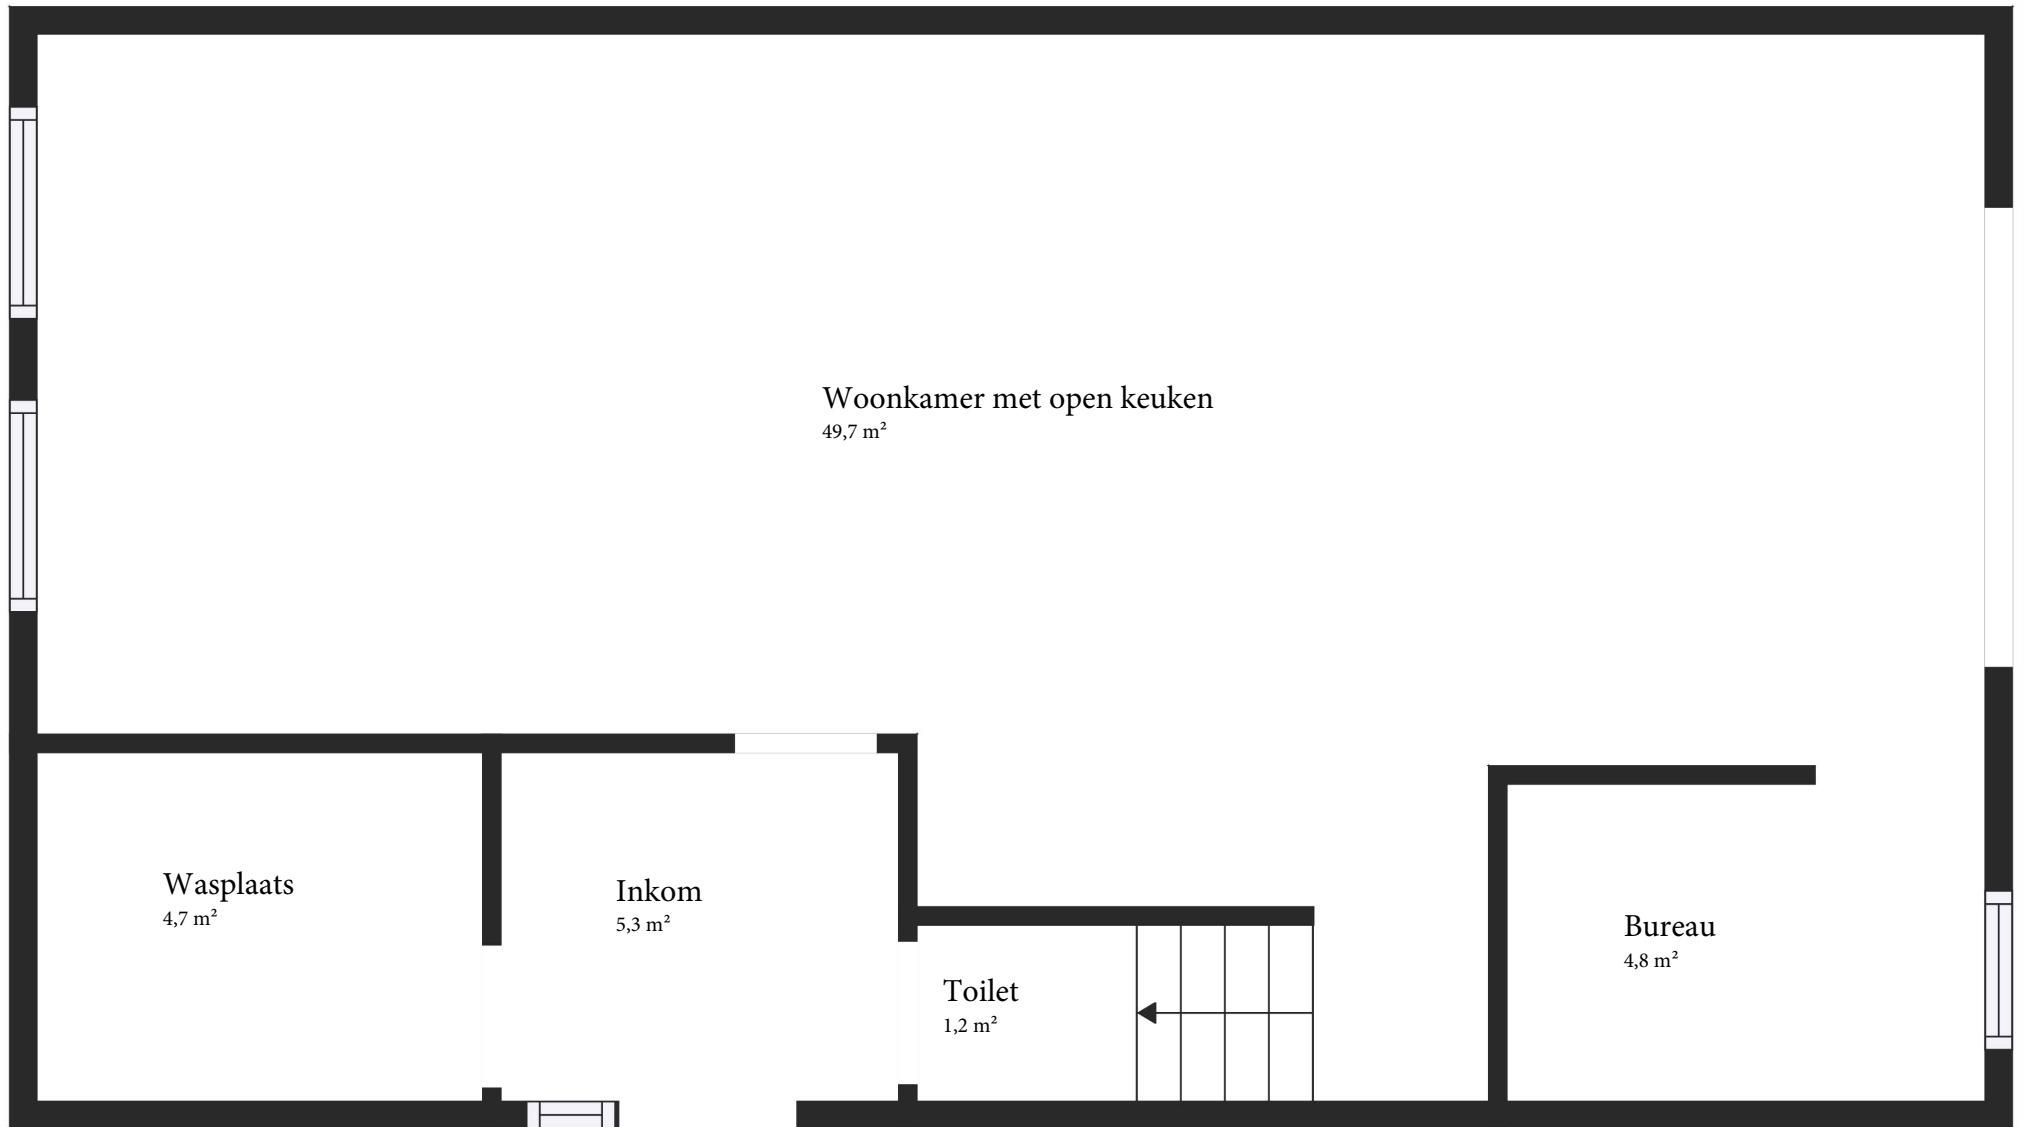 Woonkamer met open keuken
49,7 m²
Wasplaats
4,7 m²
Inkom
5,3 m²
Toilet
1,2 m²
Bureau
4,8 m²